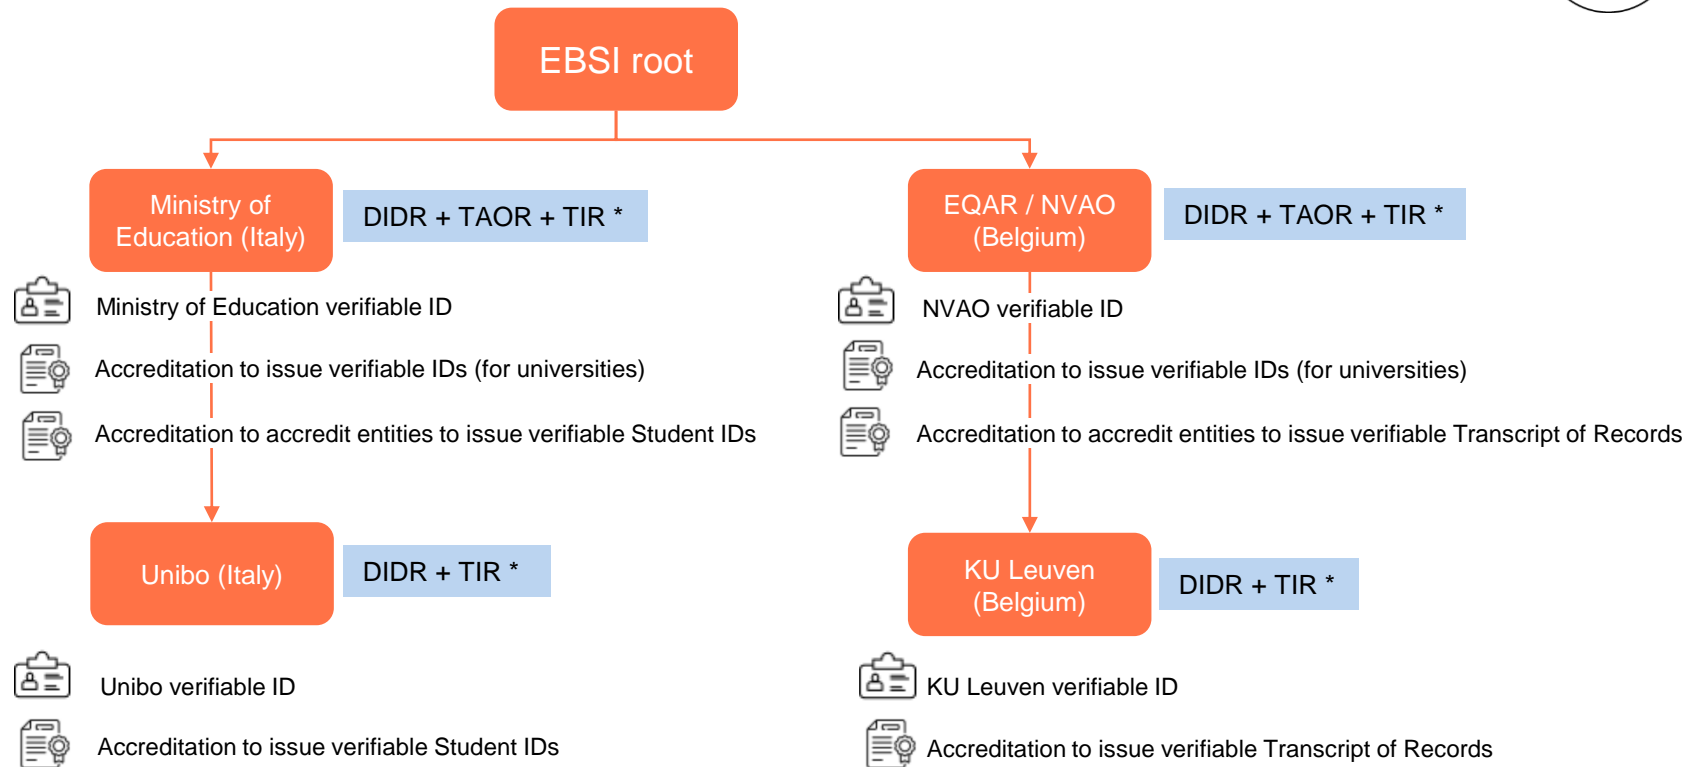 EBSI root
Ministry of
Education (Italy)
DIDR + TAOR + TIR *
EQAR / NVAO
(Belgium)
DIDR + TAOR + TIR *
Ministry of Education verifiable ID
Accreditation to issue verifiable IDs (for universities)
Accreditation to accredit entities to issue verifiable Student IDs
NVAO verifiable ID
Accreditation to issue verifiable IDs (for universities)
Accreditation to accredit entities to issue verifiable Transcript of Records
Unibo (Italy)
DIDR + TIR *
KU Leuven
(Belgium)
DIDR + TIR *
Unibo verifiable ID
Accreditation to issue verifiable Student IDs
KU Leuven verifiable ID
Accreditation to issue verifiable Transcript of Records